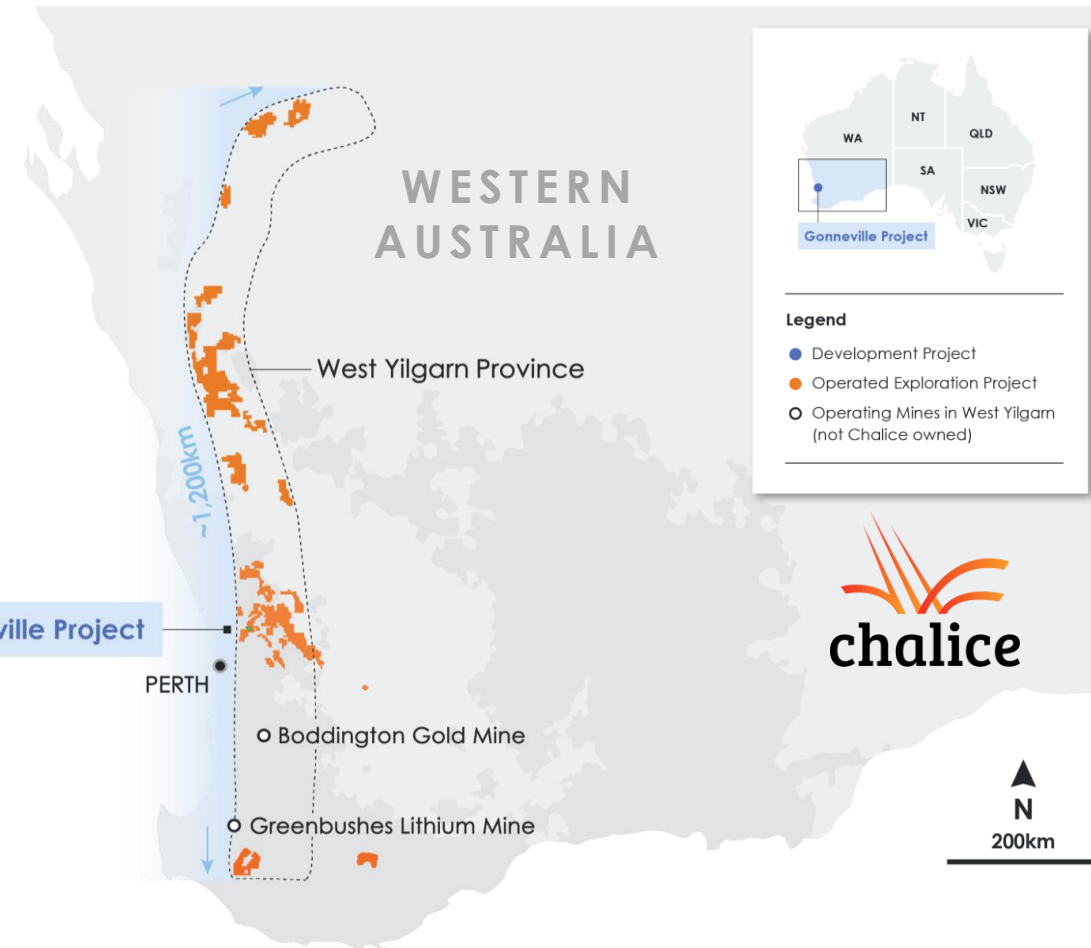 WESTERN
AUSTRALIA
West Yilgarn Province
~1,200km
ville Project
PERTH
Boddington Gold Mine
Greenbushes Lithium Mine
WA
NT
QLD
SA
NSW
VIC
Gonneville Project
Legend
Development Project
Operated Exploration Project
Operating Mines in West Yilgarn
(not Chalice owned)
chalice
N
200km